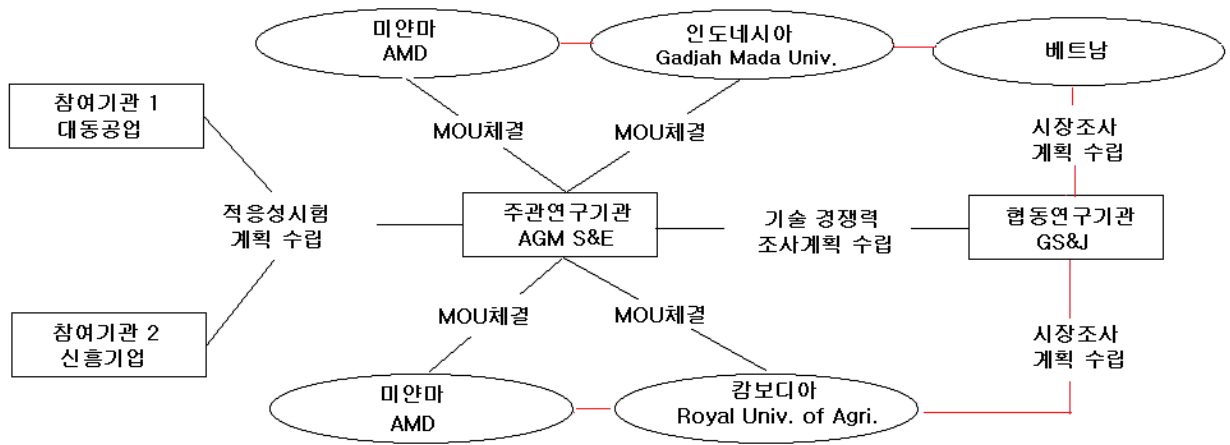 미얀마
AMD
인도네시아
Gadjah Mada Univ.
베트남
참여기관 1
대동공업
MOU체결
MOU체결
시장조사
계획 수립
적응성시험
계획 수립
주관연구기관
AGM S&E
기술 경쟁력
조사계획 수립
협동연구기관
GS&J
참여기관 2
신흥기업
MOU체결
MOU체결
시장조사
계획 수립
미얀마
AMD
캄보디아
Royal Univ. of Agri.